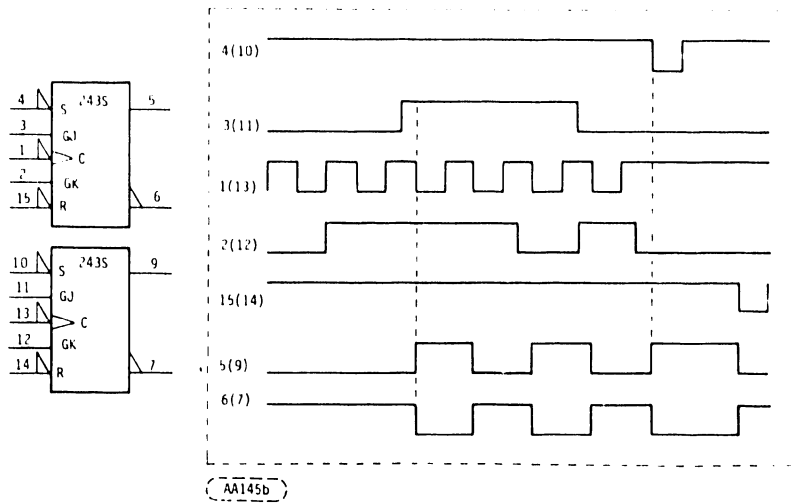 4 S 243S 5
3 GJ
1 C
2 GK
15 R 6
10 S 243S 9
11 GJ
13 C
12 GK
14 R 7
4(10)
3(11)
1(13)
2(12)
15(14)
5(9)
6(7)
AA145b